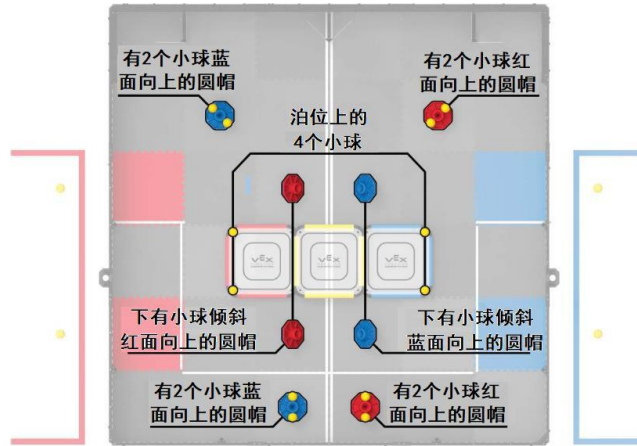 有2个小球蓝
面向上的圆帽
有2个小球红
面向上的圆帽
泊位上的
4个小球
VEX
VEX
VEX
下有小球倾斜
红面向上的圆帽
下有小球倾斜
蓝面向上的圆帽
有2个小球蓝
面向上的圆帽
有2个小球红
面向上的圆帽